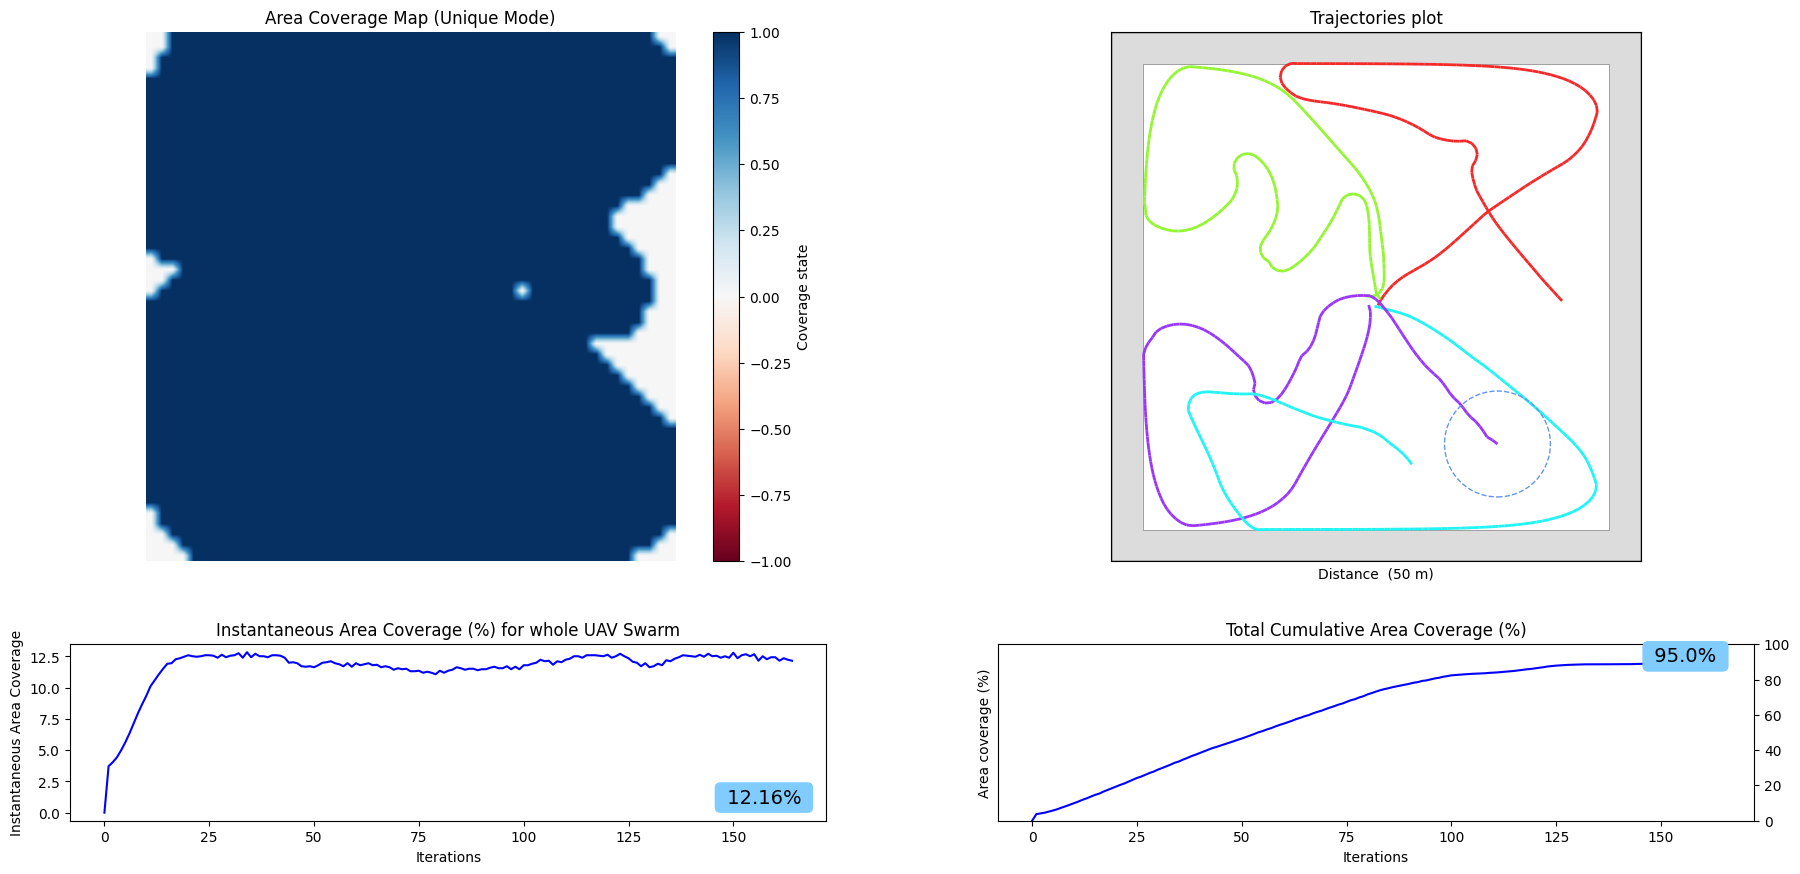 Area Coverage Map (Unique Mode)
1.00
0.75
0.50
0.25
0.00
−0.25
−0.50
−0.75
−1.00
Coverage state
Trajectories plot
Distance (50 m)
Instantaneous Area Coverage (%) for whole UAV Swarm
Instantaneous Area Coverage
12.5
10.0
7.5
5.0
2.5
0.0
12.16%
0 25 50 75 100 125 150
Iterations
Total Cumulative Area Coverage (%)
Area coverage (%)
95.0%
100
80
60
40
20
0
0 25 50 75 100 125 150
Iterations